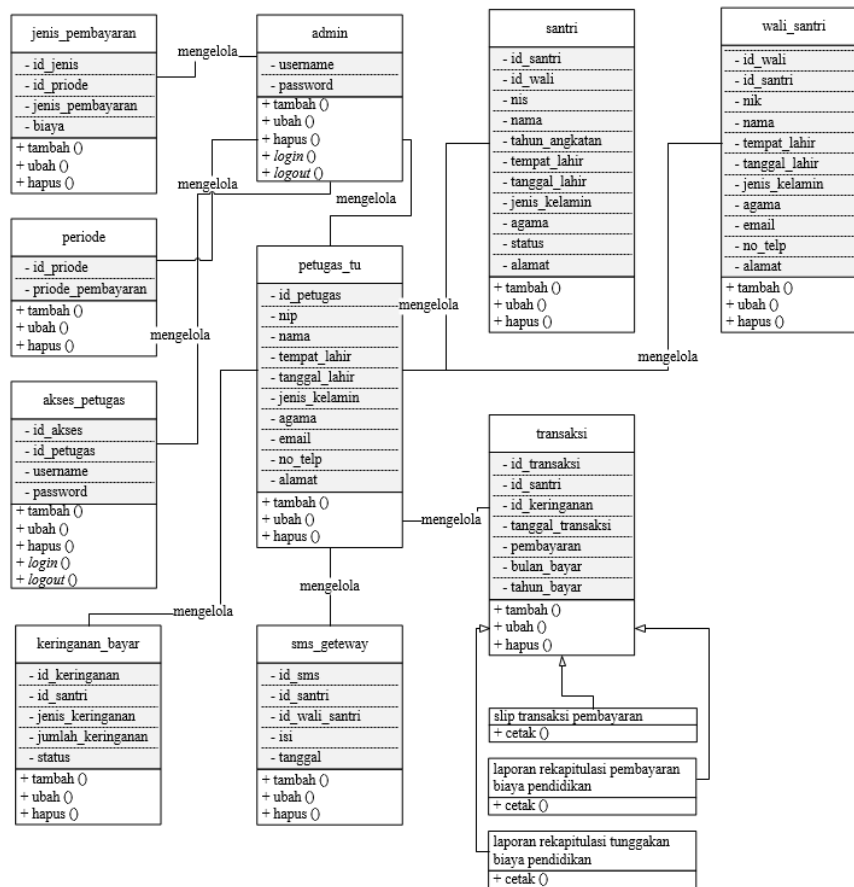 jenis_pembayaran
- id_jenis
- id_priode
- jenis_pembayaran
- biaya
+ tambah ()
+ ubah ()
+ hapus ()
mengelola
admin
- username
- password
+ tambah ()
+ ubah ()
+ hapus ()
+ login ()
+ logout ()
santri
- id_santri
- id_wali
- nis
- nama
- tahun_angkatan
- tempat_lahir
- tanggal_lahir
- jenis_kelamin
- agama
- status
- alamat
+ tambah ()
+ ubah ()
+ hapus ()
wali_santri
- id_wali
- id_santri
- nik
- nama
- tempat_lahir
- tanggal_lahir
- jenis_kelamin
- agama
- email
- no_telp
- alamat
+ tambah ()
+ ubah ()
+ hapus ()
mengelola
mengelola
periode
- id_priode
- priode_pembayaran
+ tambah ()
+ ubah ()
+ hapus ()
mengelola
petugas_tu
- id_petugas
- nip
- nama
- tempat_lahir
- tanggal_lahir
- jenis_kelamin
- agama
- email
- no_telp
- alamat
+ tambah ()
+ ubah ()
+ hapus ()
mengelola
mengelola
akses_petugas
- id_akses
- id_petugas
- username
- password
+ tambah ()
+ ubah ()
+ hapus ()
+ login ()
+ logout ()
mengelola
transaksi
- id_transaksi
- id_santri
- id_keringanan
- tanggal_transaksi
- pembayaran
- bulan_bayar
- tahun_bayar
+ tambah ()
+ ubah ()
+ hapus ()
mengelola
mengelola
keringanan_bayar
- id_keringanan
- id_santri
- jenis_keringanan
- jumlah_keringanan
- status
+ tambah ()
+ ubah ()
+ hapus ()
sms_geteway
- id_sms
- id_santri
- id_wali_santri
- isi
- tanggal
+ tambah ()
+ ubah ()
+ hapus ()
slip transaksi pembayaran
+ cetak ()
laporan rekapitulasi pembayaran
biaya pendidikan
+ cetak ()
laporan rekapitulasi tunggakan
biaya pendidikan
+ cetak ()